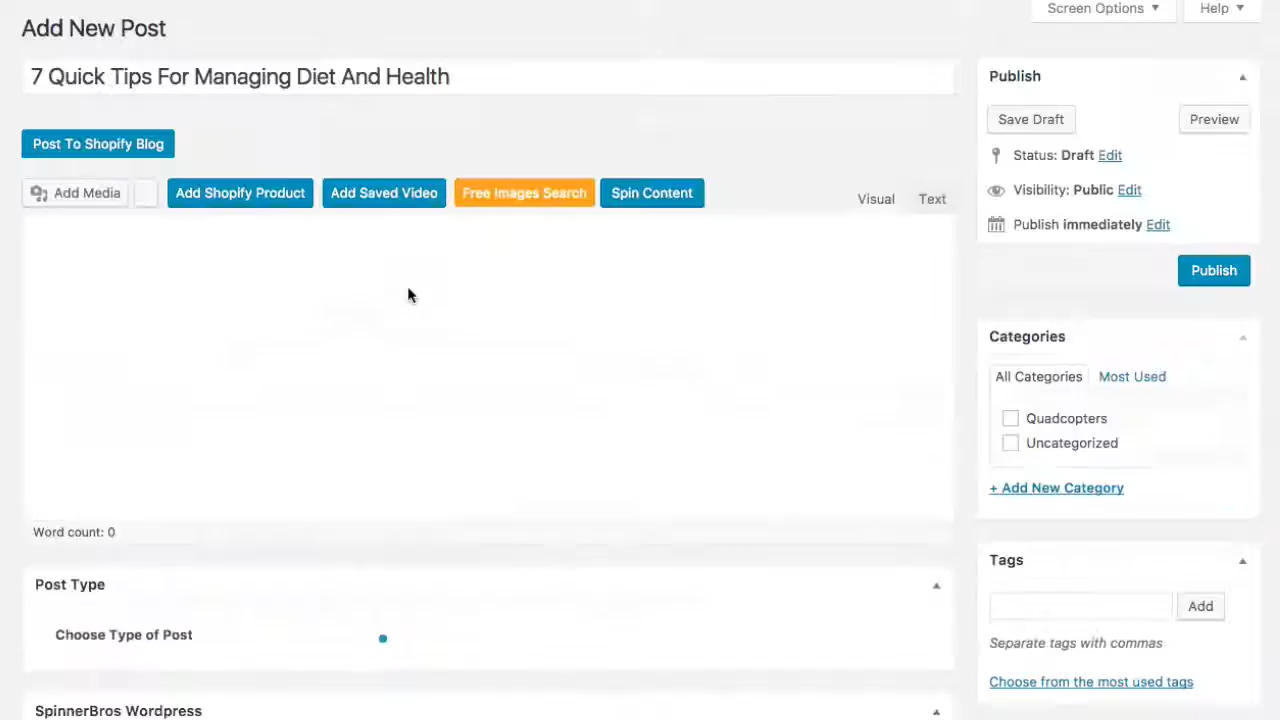 Screen Options
Help
Add New Post
7 Quick Tips For Managing Diet And Health
Post To Shopify Blog
Add Media
Add Shopify Product
Add Saved Video
Free Images Search
Spin Content
Visual
Text
Word count: 0
Post Type
Choose Type of Post
SpinnerBros Wordpress
Publish
Save Draft
Preview
Status: Draft Edit
Visibility: Public Edit
Publish immediately Edit
Publish
Categories
All Categories
Most Used
Quadcopters
Uncategorized
+ Add New Category
Tags
Add
Separate tags with commas
Choose from the most used tags